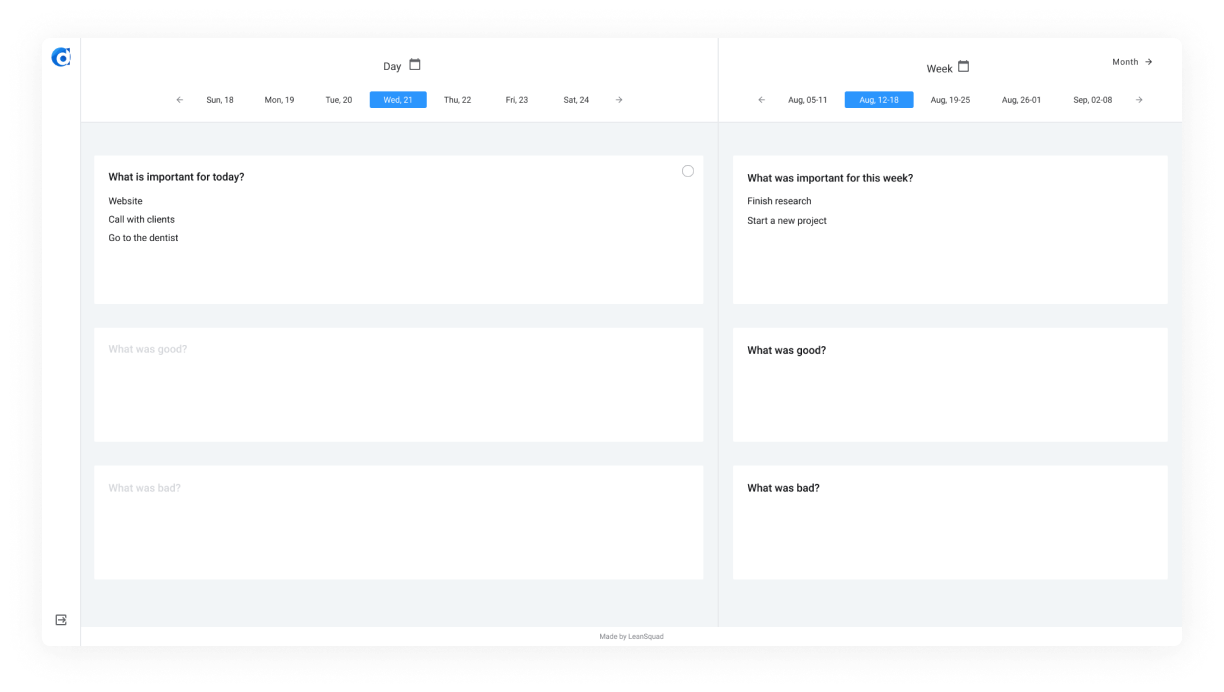 Day
Sun, 18 Mon, 19 Tue, 20 Wed, 21 Thu, 22 Fri, 23 Sat, 24
What is important for today?
Website
Call with clients
Go to the dentist
What was good?
What was bad?
Week
Month
Aug, 05-11 Aug, 12-18 Aug, 19-25 Aug, 26-01 Sep, 02-08
What was important for this week?
Finish research
Start a new project
What was good?
What was bad?
Made by LeanSquad